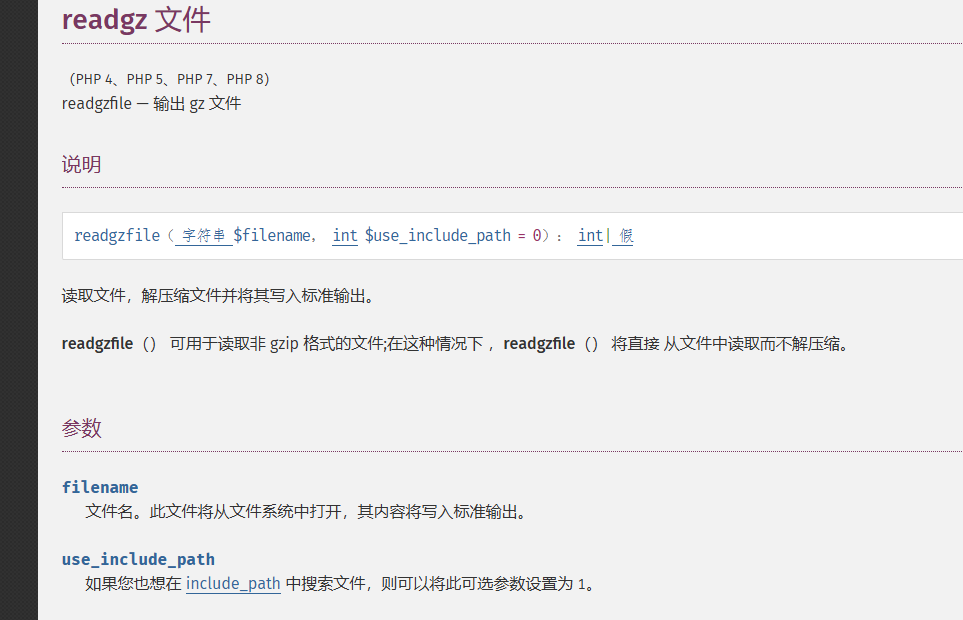 readgz 文件
（PHP 4、PHP 5、PHP 7、PHP 8）
readgzfile — 输出 gz 文件
说明
readgzfile（ 字符串 $filename， int $use_include_path = 0）： int| 假
读取文件，解压缩文件并将其写入标准输出。
readgzfile（） 可用于读取非 gzip 格式的文件;在这种情况下 ，readgzfile（） 将直接 从文件中读取而不解压缩。
参数
filename
文件名。此文件将从文件系统中打开，其内容将写入标准输出。
use_include_path
如果您也想在 include_path 中搜索文件，则可以将此可选参数设置为 1。